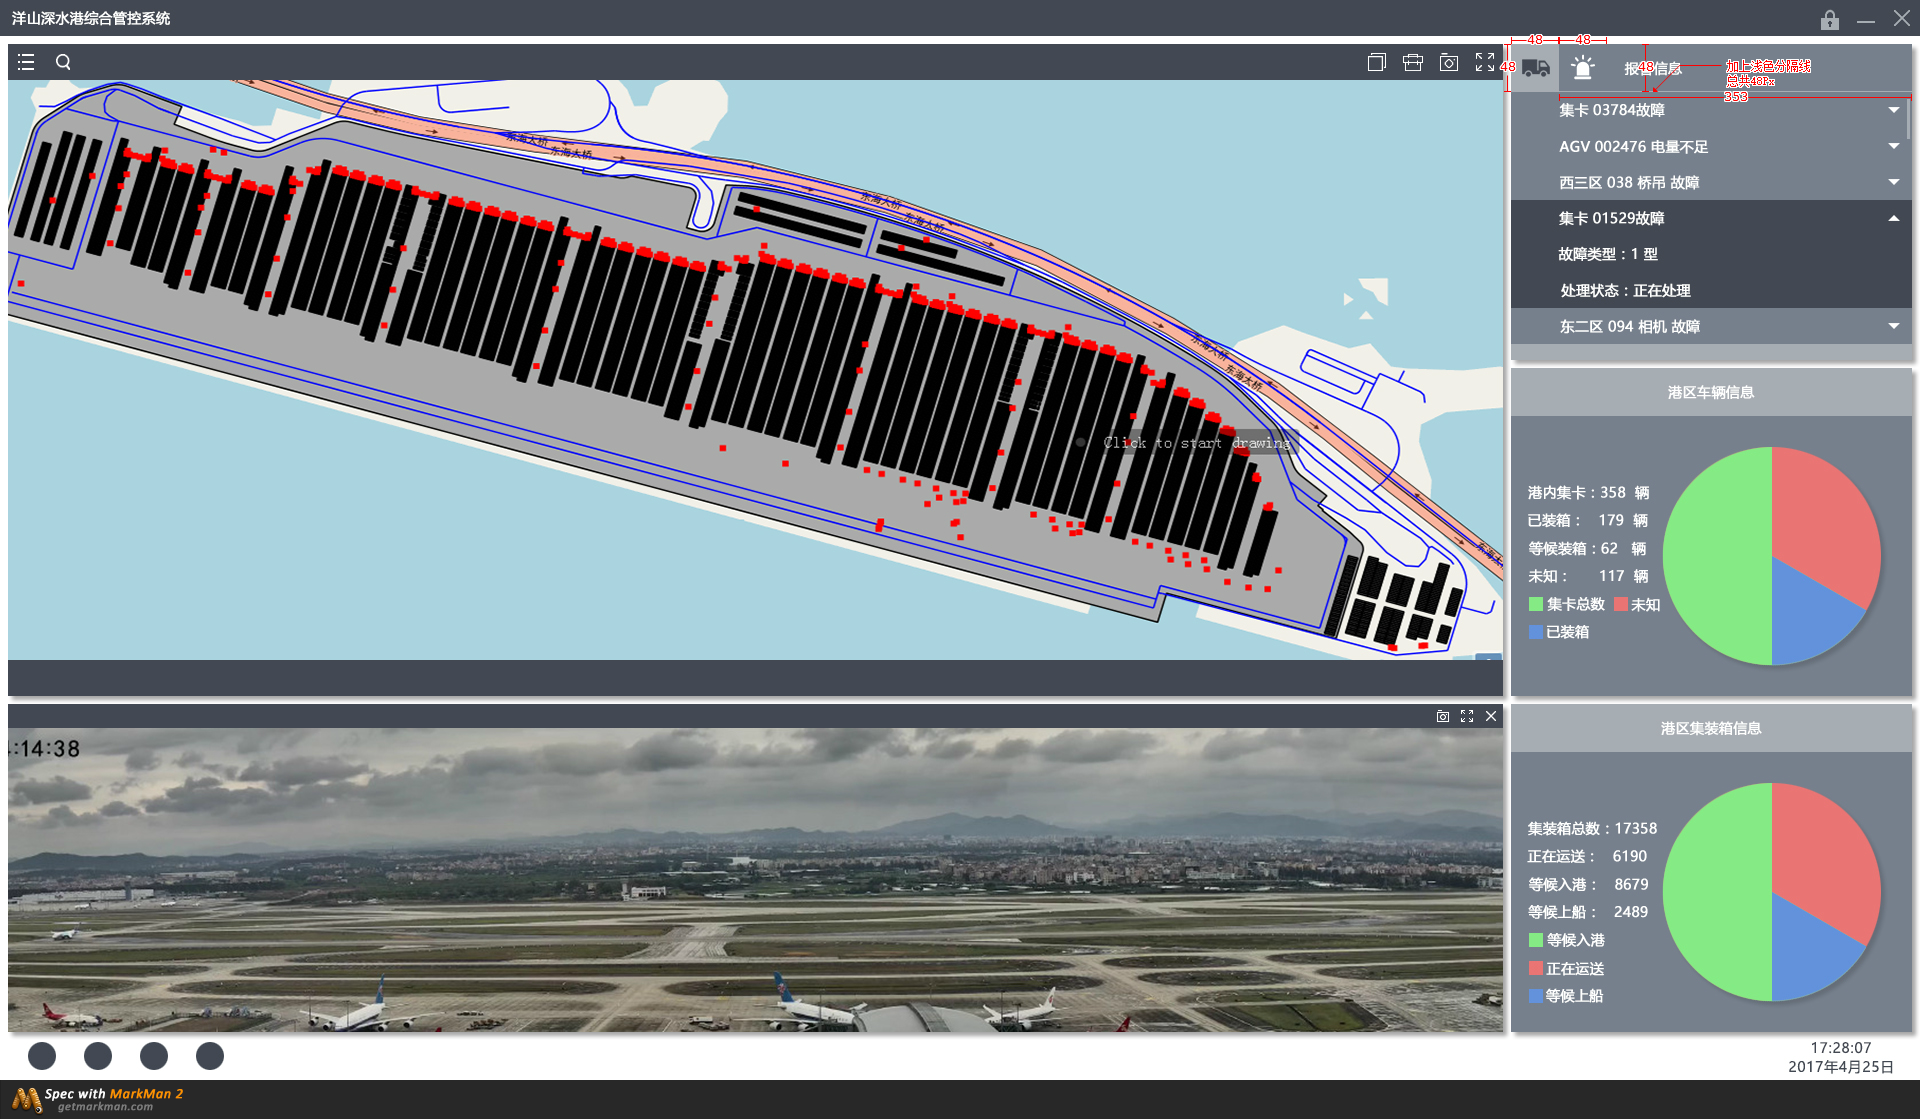 洋山深水港综合管控系统
48
48
48
报警信息
48
加上浅色分隔线
总共48Px
353
集卡 03784故障
AGV 002476 电量不足
西三区 038 桥吊 故障
集卡 01529故障
故障类型：1 型
处理状态：正在处理
东二区 094 相机 故障
东海大桥
东海大桥
东海大桥
东海大桥
东海大桥
东海大桥
东海大
Click to start drawing
港区车辆信息
港内集卡：358 辆
已装箱： 179 辆
等候装箱：62 辆
未知： 117 辆
集卡总数 未知
已装箱
:14:38
港区集装箱信息
集装箱总数：17358
正在运送： 6190
等候入港： 8679
等候上船： 2489
等候入港
正在运送
等候上船
17:28:07
2017年4月25日
Spec with MarkMan 2
getmarkman.com